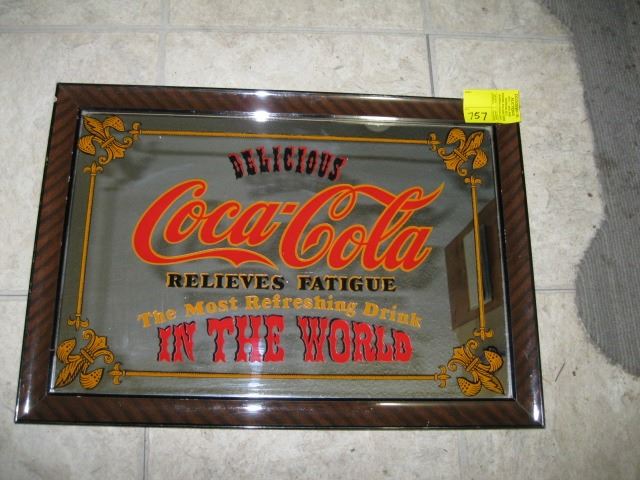 DELICIOUS
Coca-Cola
RELIEVES FATIGUE
The Most Refreshing Drink
IN THE WORLD
757